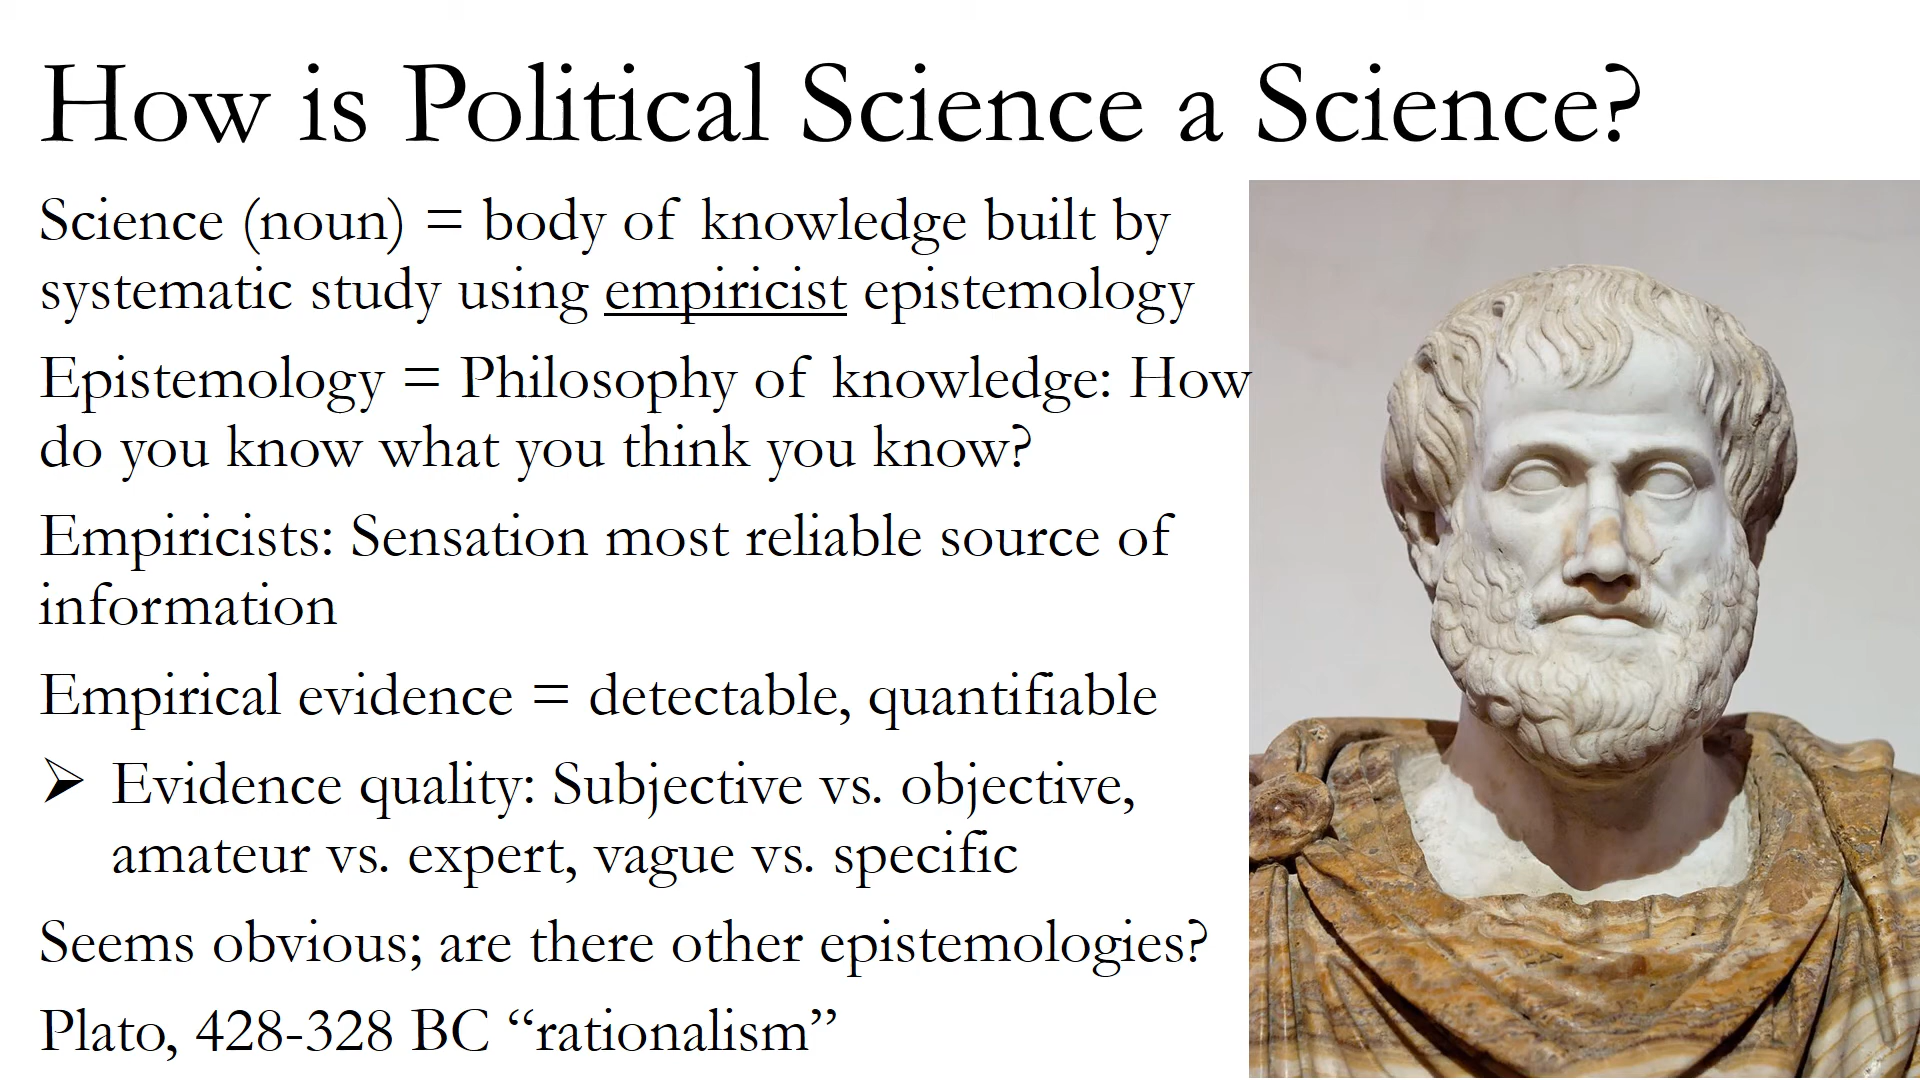 How is Political Science a Science?
Science (noun) = body of knowledge built by
systematic study using empiricist epistemology
Epistemology = Philosophy of knowledge: How
do you know what you think you know?
Empiricists: Sensation most reliable source of
information
Empirical evidence = detectable, quantifiable
➢ Evidence quality: Subjective vs. objective,
amateur vs. expert, vague vs. specific
Seems obvious; are there other epistemologies?
Plato, 428-328 BC “rationalism”